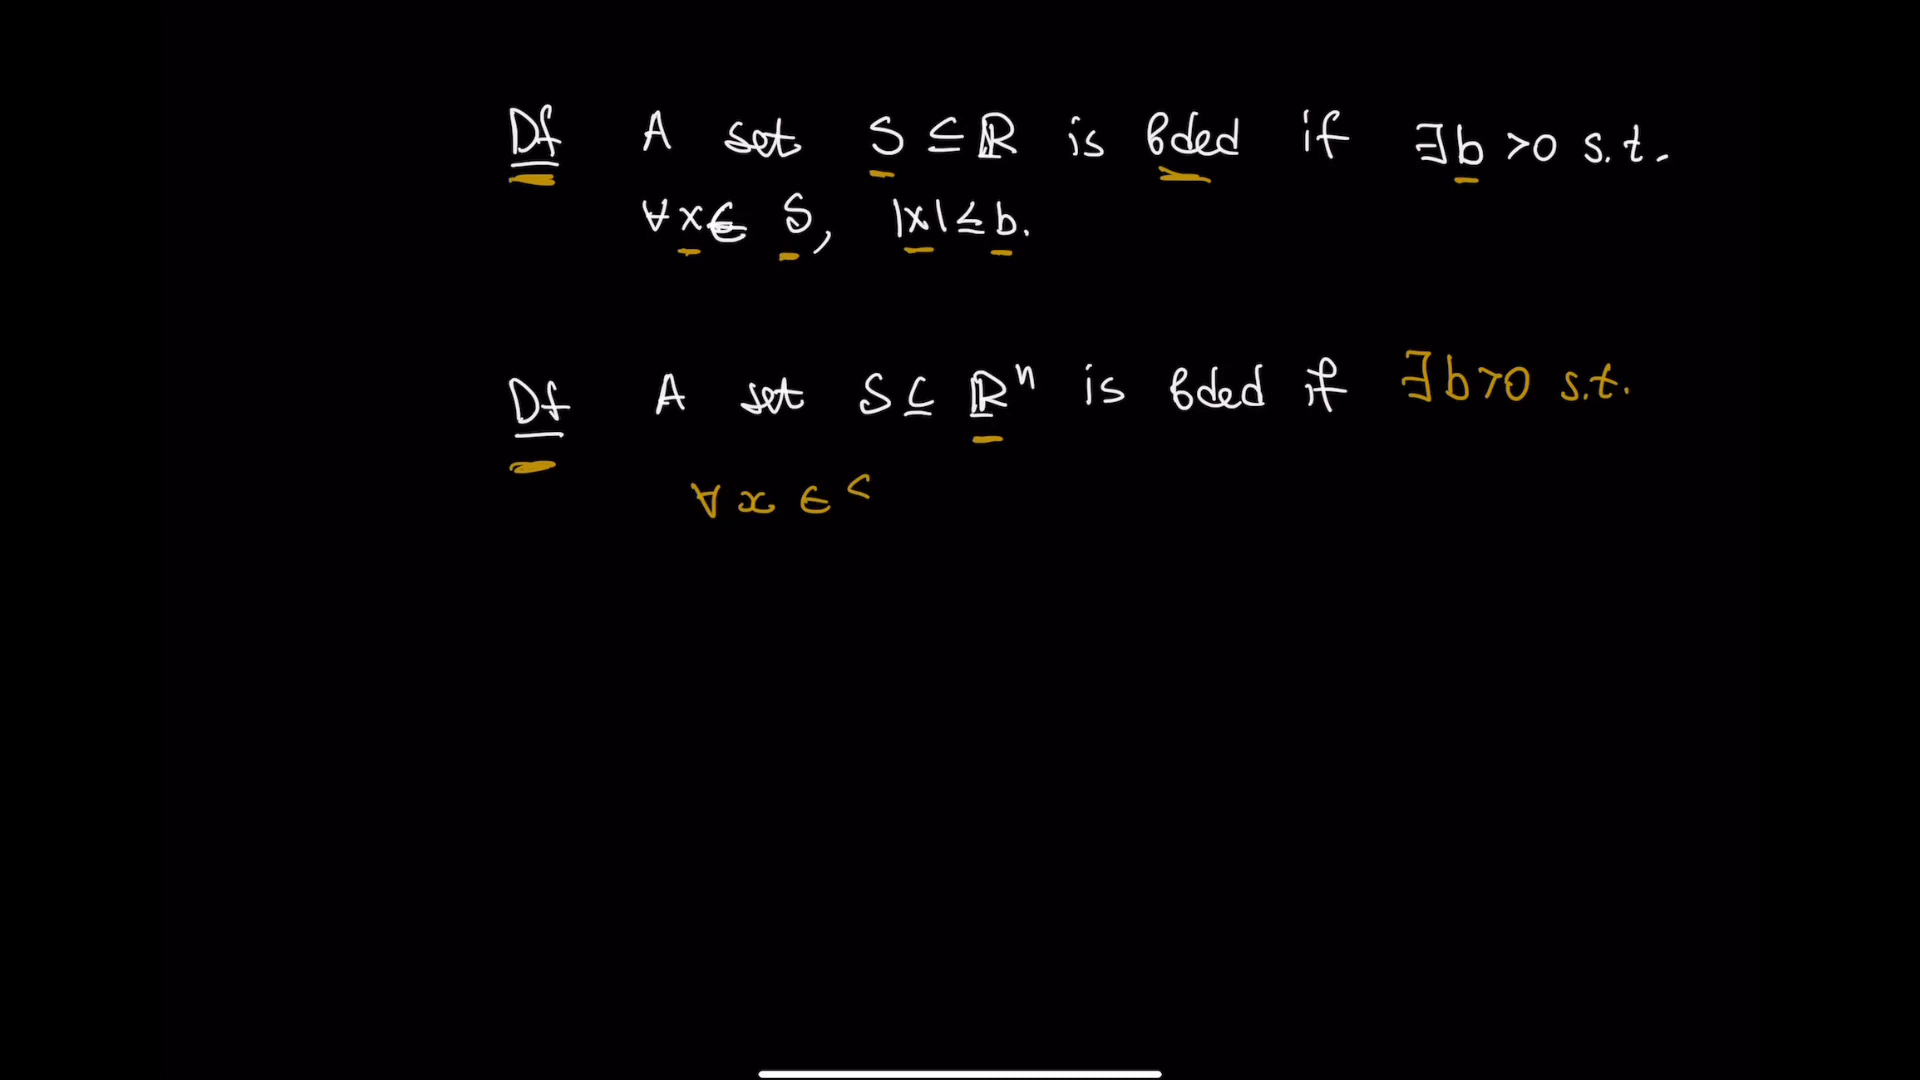 Df A set S ⊆ ℝ is bded if ∃b >0 s.t.
∀x∈ S, |x|≤b.
Df A set S⊆ ℝⁿ is bded if ∃b>0 s.t.
∀ x ∈